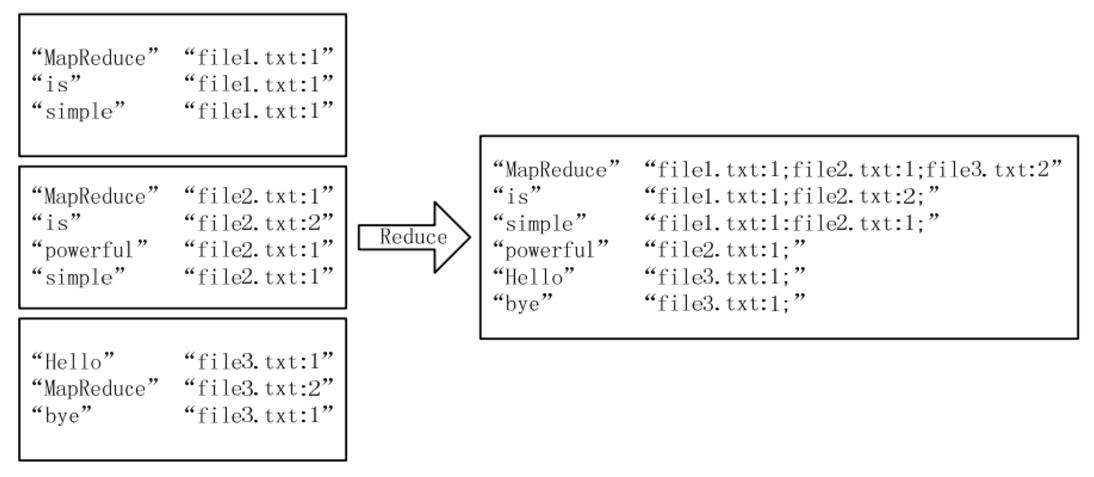 “MapReduce” “file1.txt:1”
“is” “file1.txt:1”
“simple” “file1.txt:1”
“MapReduce” “file2.txt:1”
“is” “file2.txt:2”
“powerful” “file2.txt:1”
“simple” “file2.txt:1”
“Hello” “file3.txt:1”
“MapReduce” “file3.txt:2”
“bye” “file3.txt:1”
Reduce
“MapReduce” “file1.txt:1;file2.txt:1;file3.txt:2”
“is” “file1.txt:1;file2.txt:2;”
“simple” “file1.txt:1:file2.txt:1;”
“powerful” “file2.txt:1;”
“Hello” “file3.txt:1;”
“bye” “file3.txt:1;”